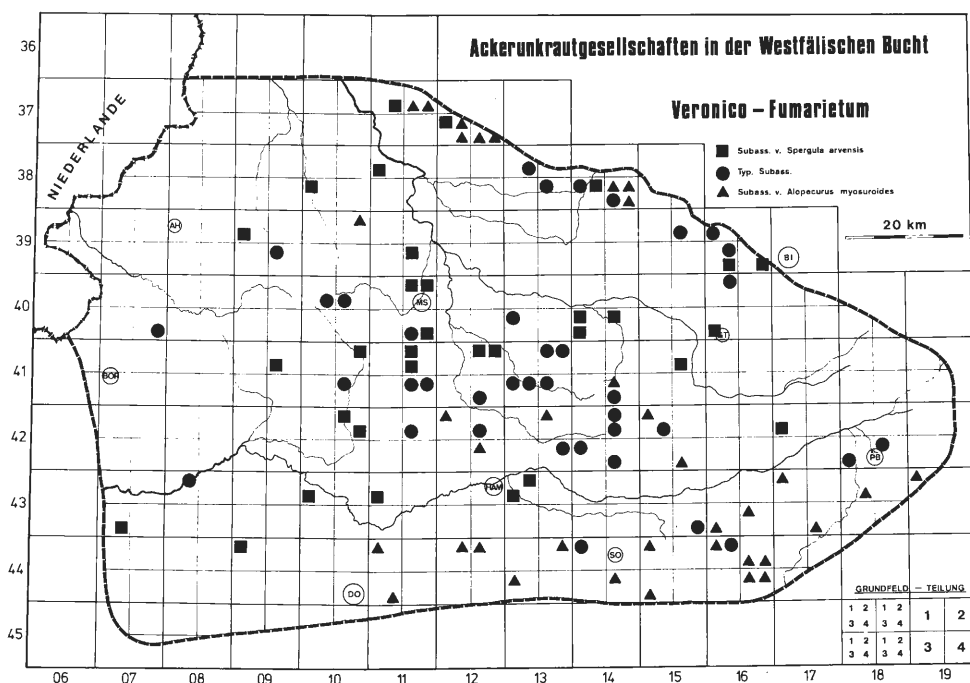 Ackerunkrautgesellschaften in der Westfälischen Bucht
Veronico – Fumarietum
Subass. v. Spergula arvensis
Typ. Subass.
Subass. v. Alopecurus myosuroides
20 km
NIEDERLANDE
AH
BI
MS
GT
BOR
PB
HAM
SO
DO
36
37
38
39
40
41
42
43
44
45
06 07 08 09 10 11 12 13 14 15 16 17 18 19
GRUNDFELD – TEILUNG
1 2 1 2 1 2
3 4 3 4
1 2 1 2 3 4
3 4 3 4